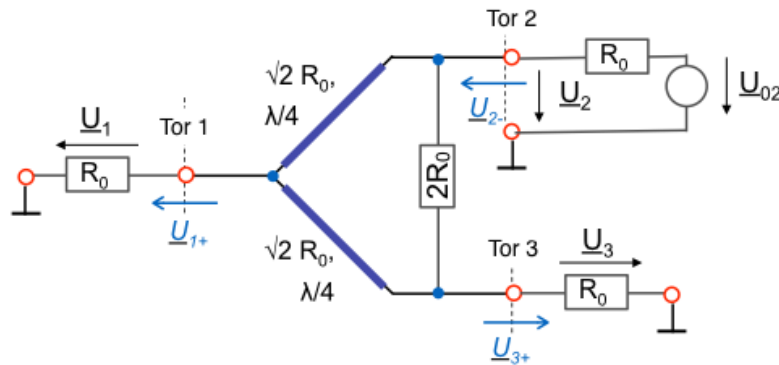 Tor 2
R₀
U₀₂
U₂
U₂-
√2 R₀,
λ/4
U₁
Tor 1
R₀
U₁+
2R₀
√2 R₀,
λ/4
Tor 3
U₃
R₀
U₃+